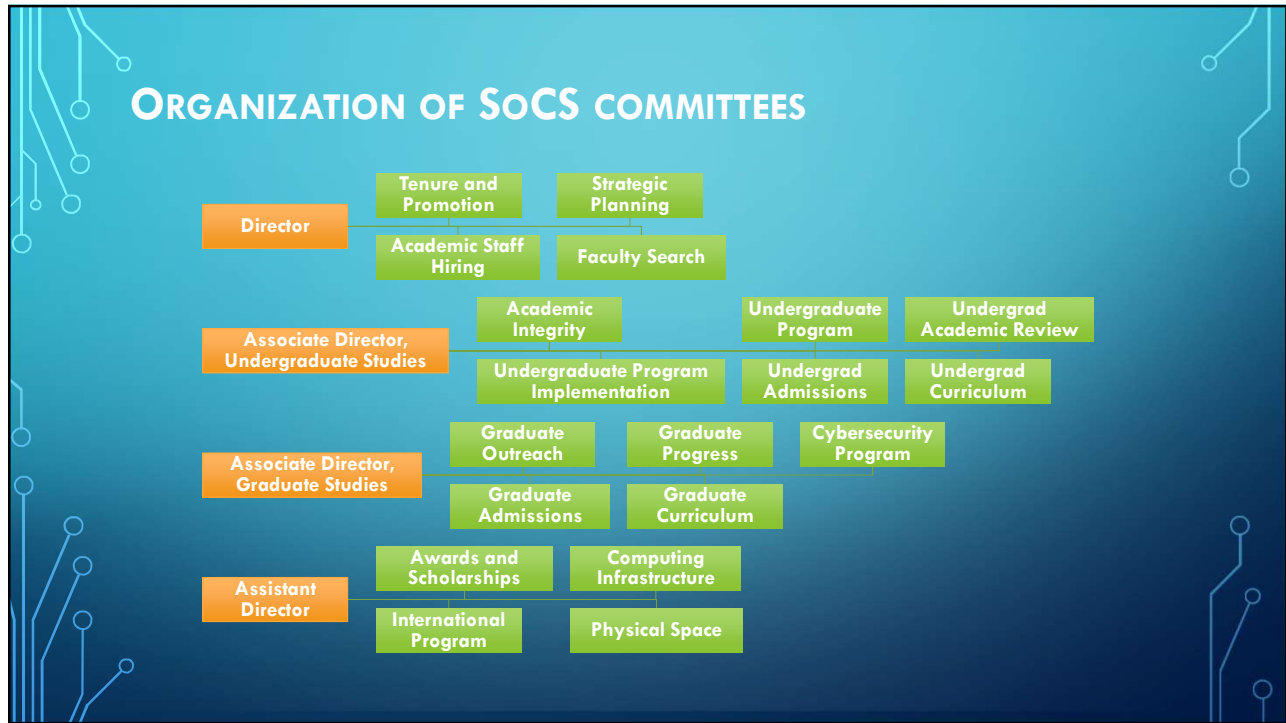 ORGANIZATION OF SOCS COMMITTEES
Director
Tenure and
Promotion
Strategic
Planning
Academic Staff
Hiring
Faculty Search
Associate Director,
Undergraduate Studies
Academic
Integrity
Undergraduate
Program
Undergrad
Academic Review
Undergraduate Program
Implementation
Undergrad
Admissions
Undergrad
Curriculum
Associate Director,
Graduate Studies
Graduate
Outreach
Graduate
Progress
Cybersecurity
Program
Graduate
Admissions
Graduate
Curriculum
Assistant
Director
Awards and
Scholarships
Computing
Infrastructure
International
Program
Physical Space